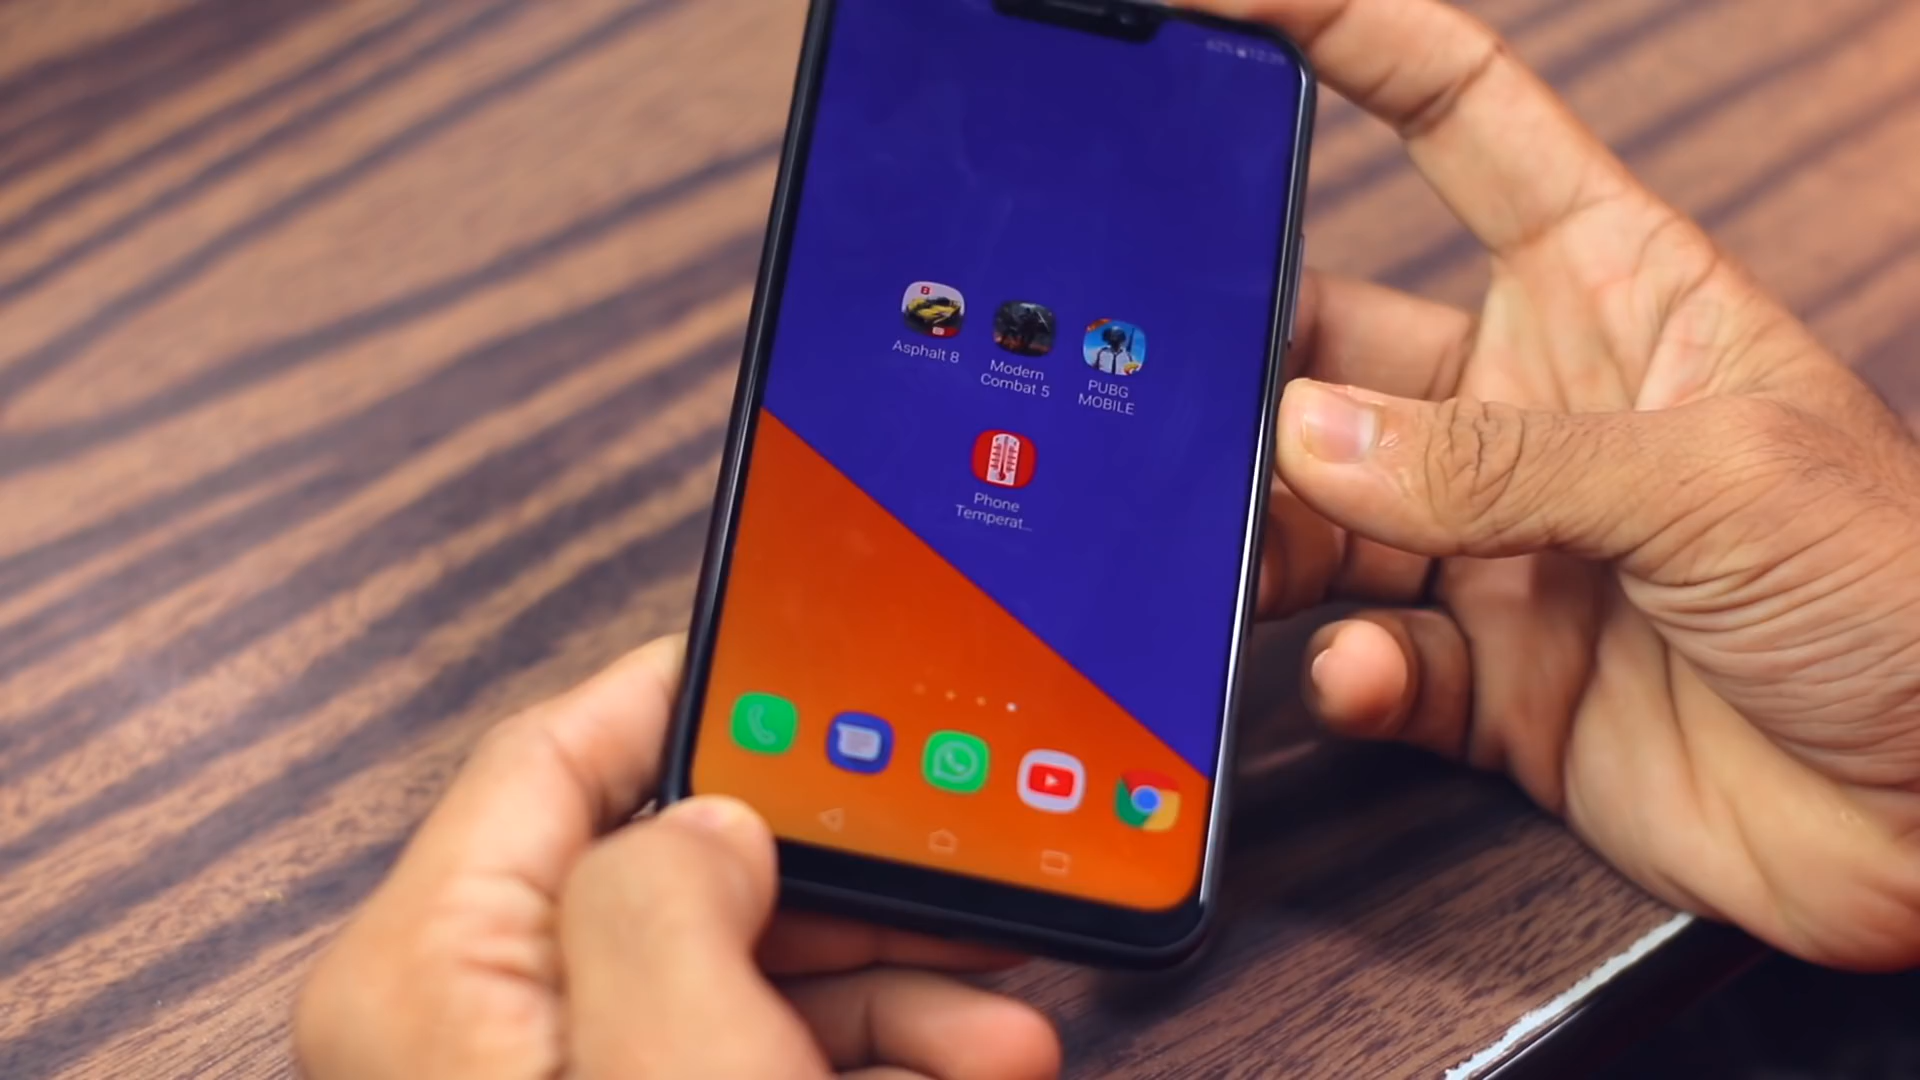 Asphalt 8
Modern
Combat 5
PUBG
MOBILE
Phone
Temperat...